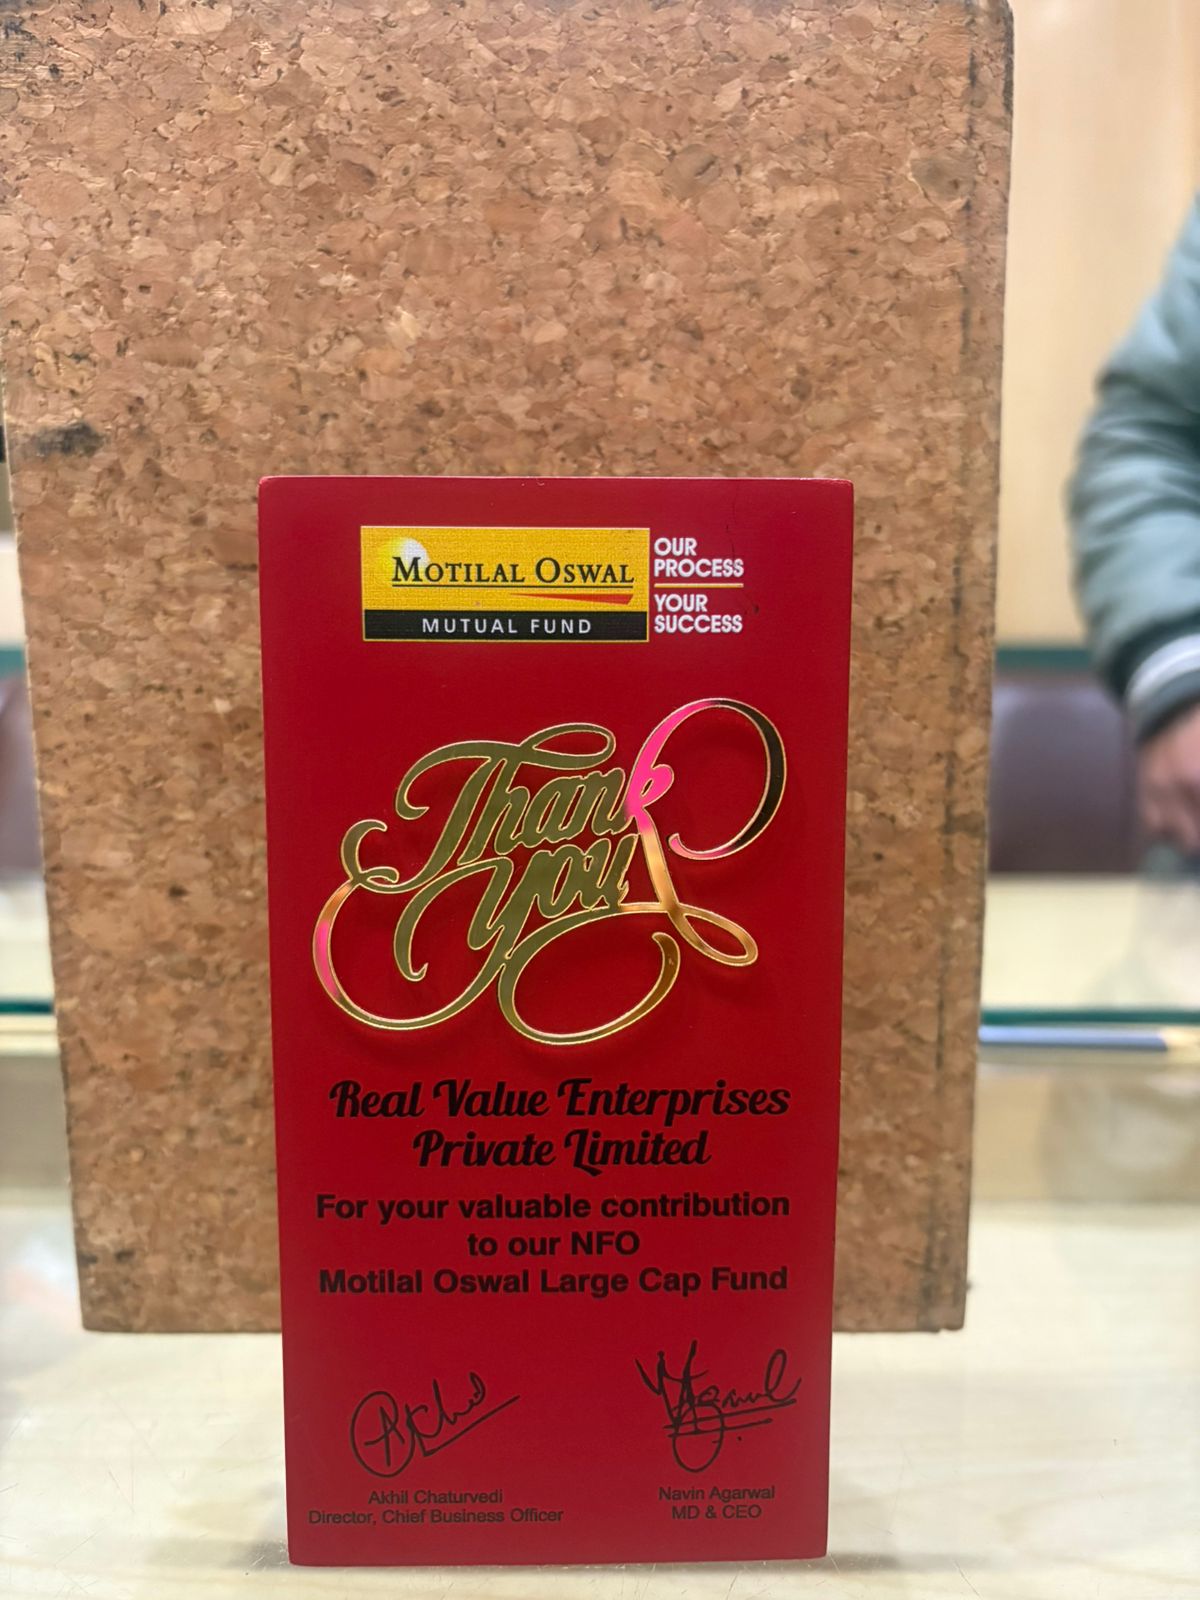 MOTILAL OSWAL
MUTUAL FUND
OUR
PROCESS
YOUR
SUCCESS
Thank
You
Real Value Enterprises
Private Limited
For your valuable contribution
to our NFO
Motilal Oswal Large Cap Fund
Akhil Chaturvedi
Director, Chief Business Officer
Navin Agarwal
MD & CEO